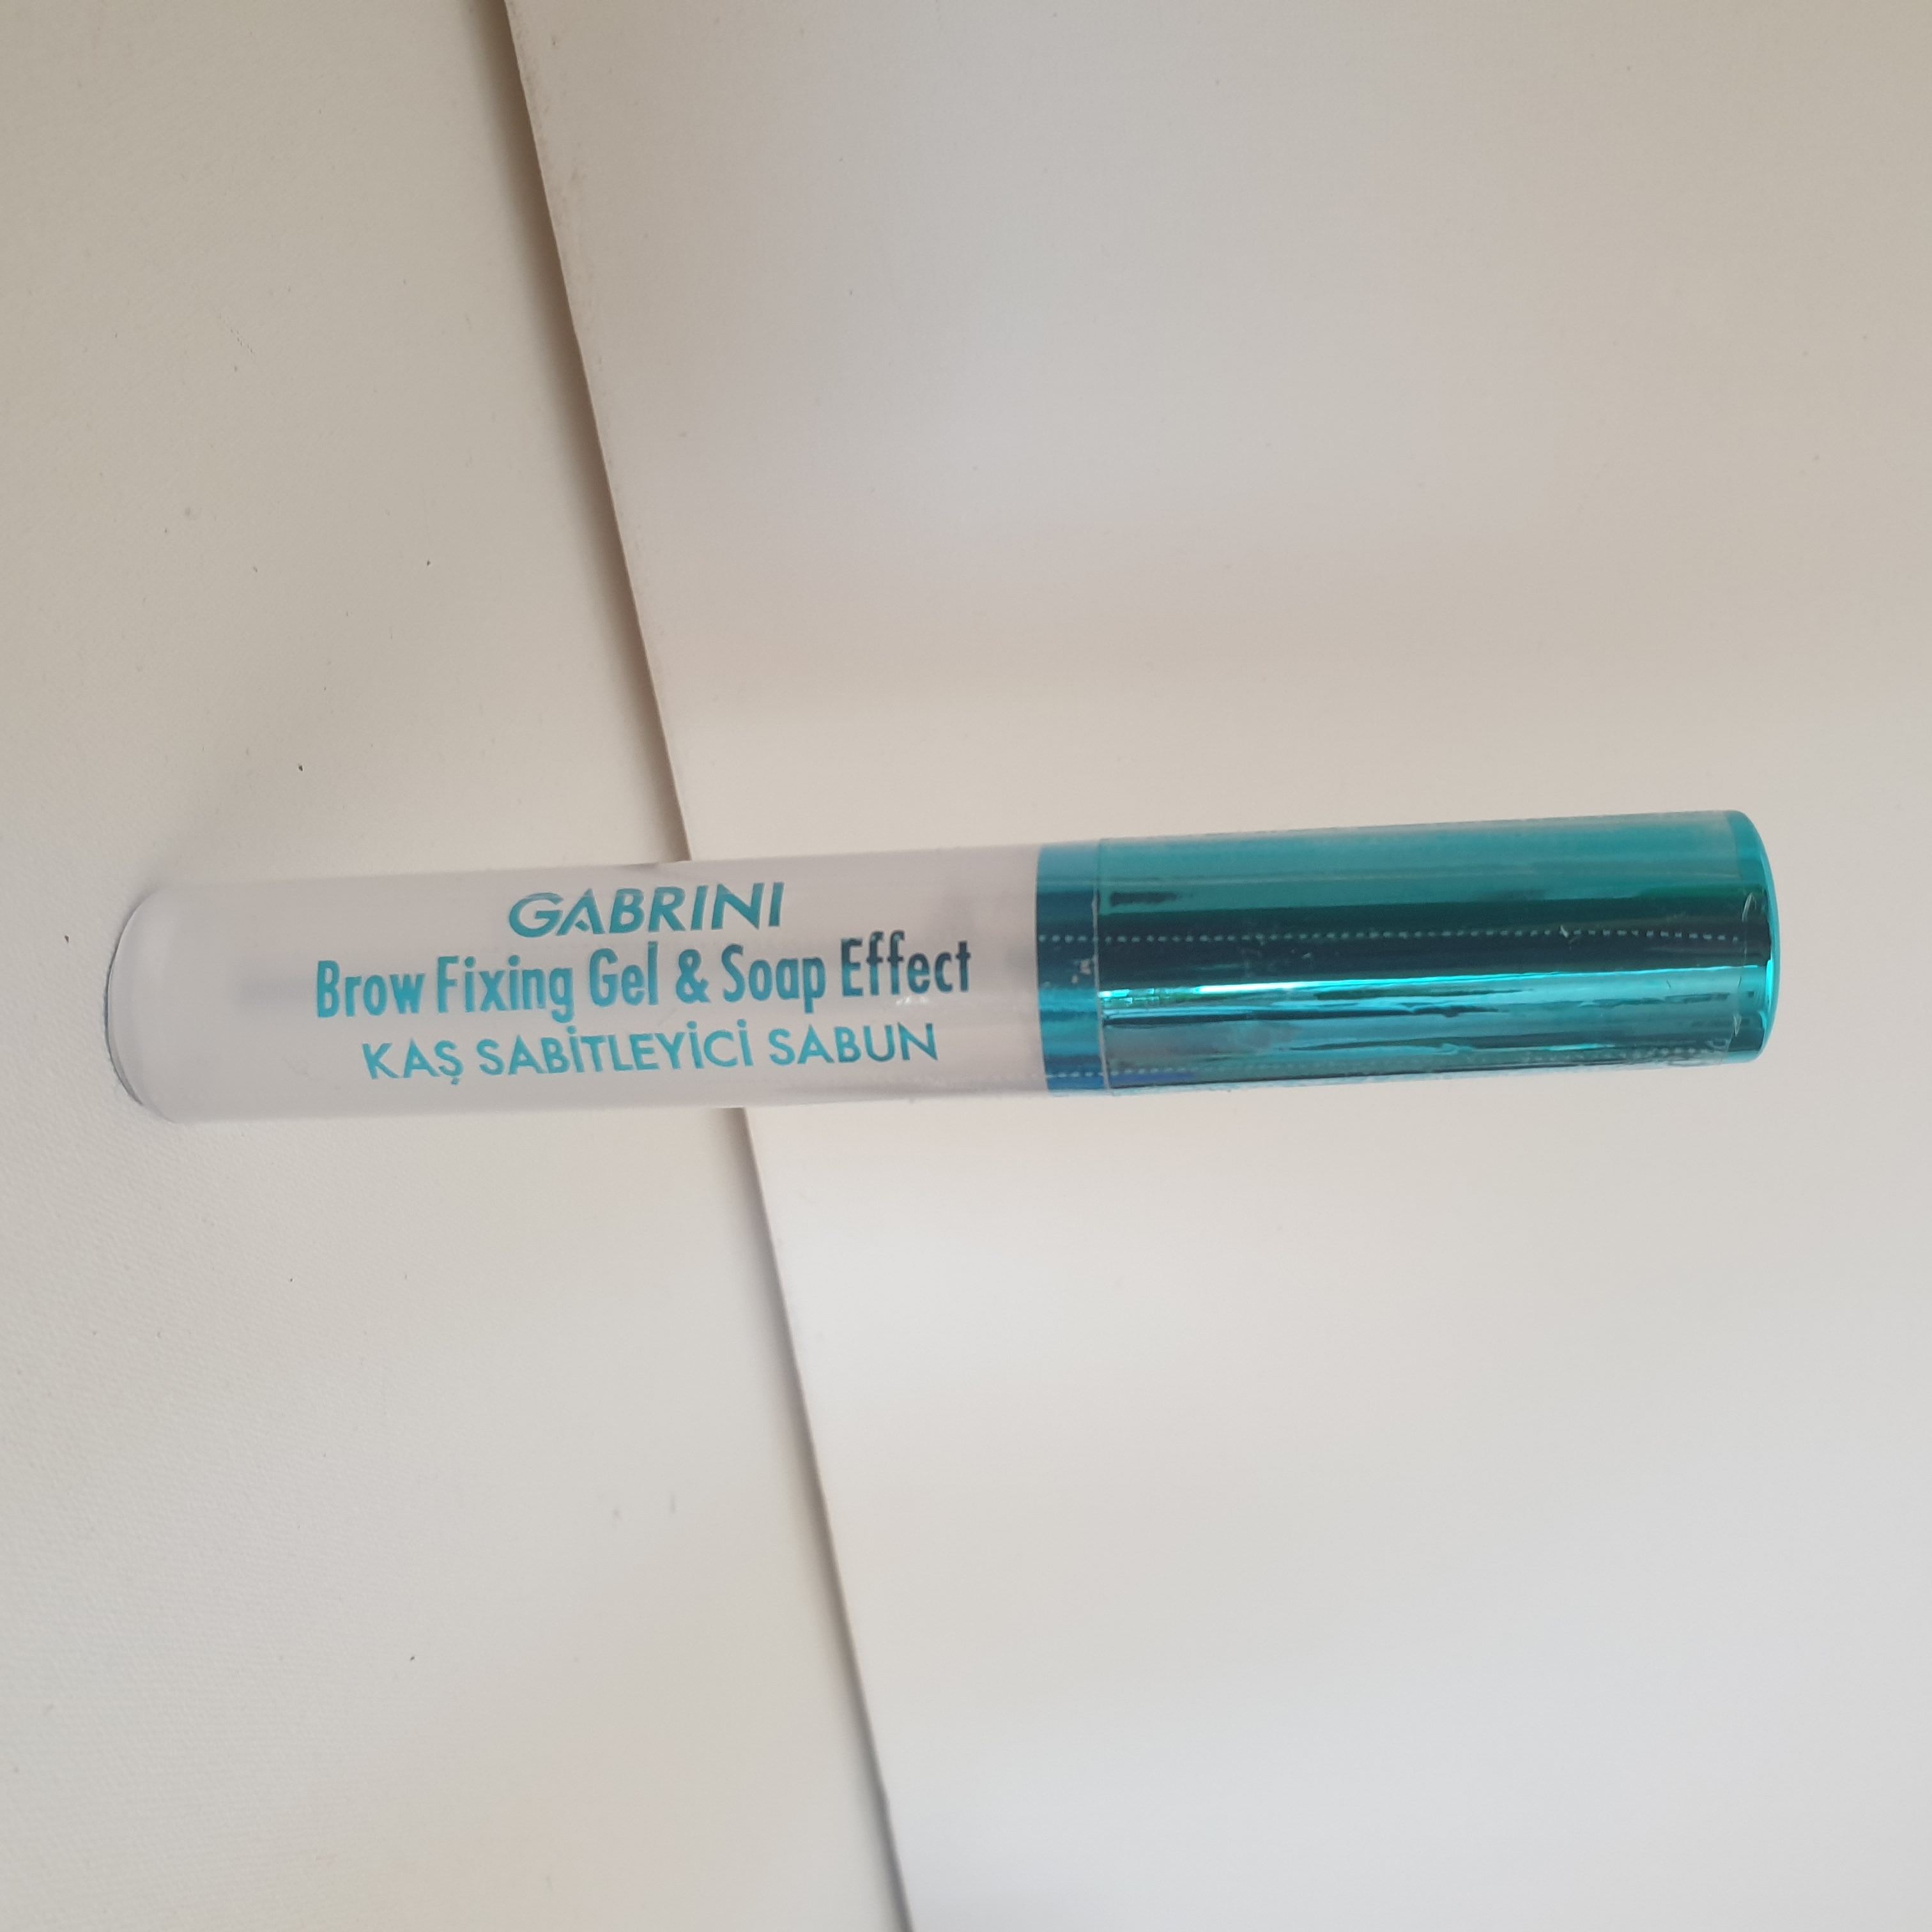 GABRINI
Brow Fixing Gel & Soap Effect
KAŞ SABİTLEYİCİ SABUN